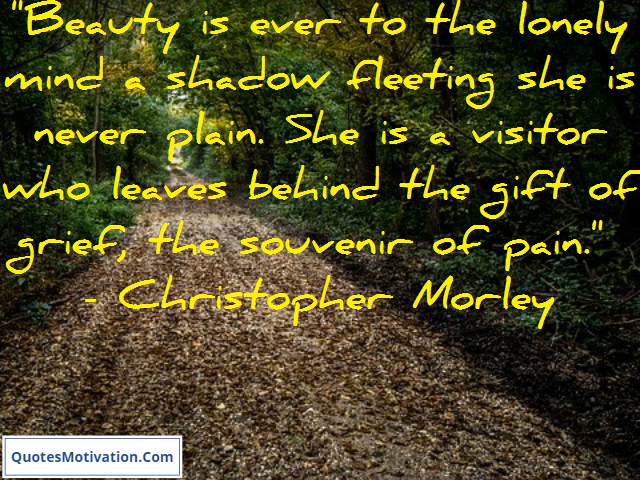 "Beauty is ever to the lonely
mind a shadow fleeting she is
never plain. She is a visitor
who leaves behind the gift of
grief, the souvenir of pain."
- Christopher Morley
QuotesMotivation.Com